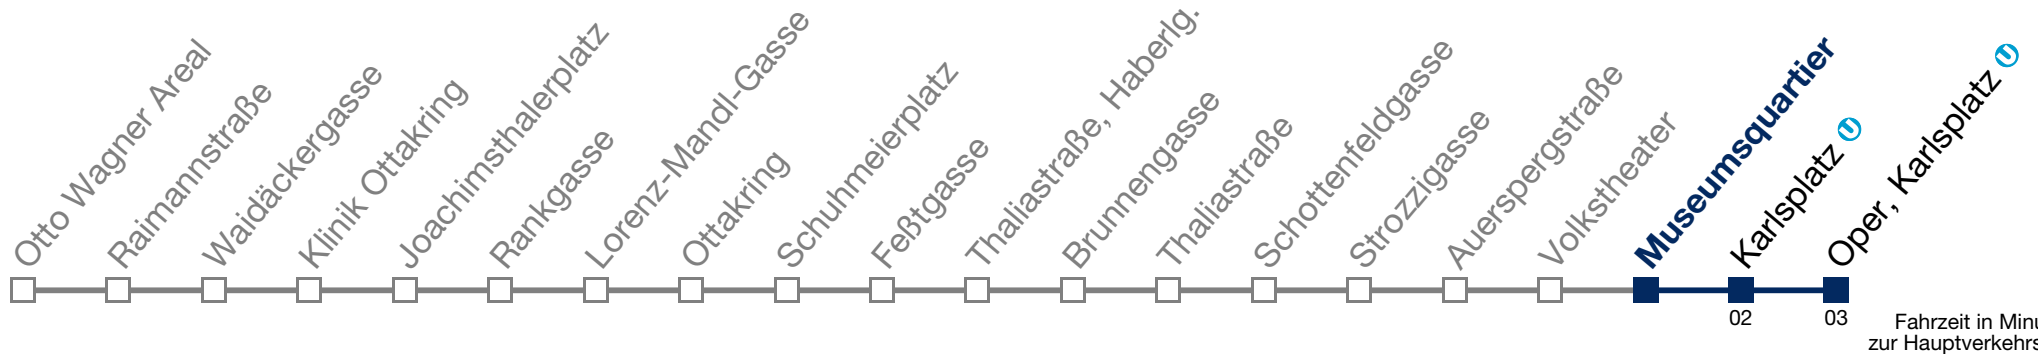 Otto Wagner Areal
Raimannstraße
Waidäckergasse
Klinik Ottakring
Joachimsthalerplatz
Rankgasse
Lorenz-Mandl-Gasse
Ottakring
Schuhmeierplatz
Feßtgasse
Thaliastraße, Haberlg.
Brunnengasse
Thaliastraße
Schottenfeldgasse
Strozzigasse
Auerspergstraße
Volkstheater
Museumsquartier
Karlsplatz U
Oper, Karlsplatz U
02
03
Fahrzeit in Minu
zur Hauptverkehrs